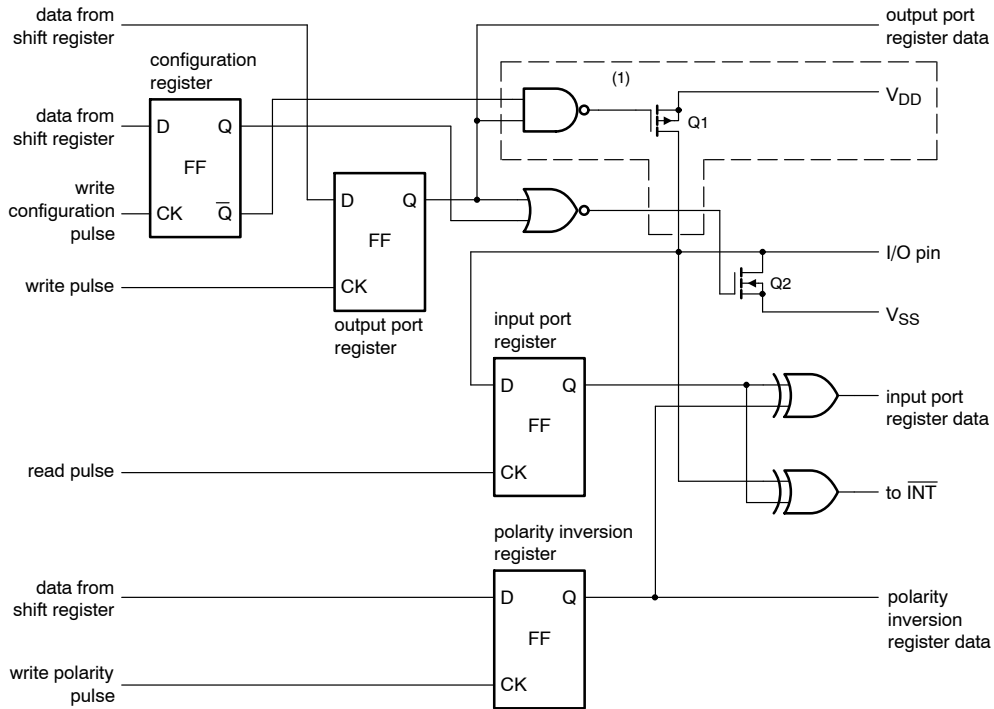 data from
shift register
output port
register data
configuration
register
(1)
VDD
Q1
data from
shift register
D
Q
FF
write
configuration
pulse
CK
Q̅
D
Q
FF
CK
write pulse
output port
register
I/O pin
Q2
VSS
input port
register
D
Q
FF
CK
input port
register data
read pulse
to I̅N̅T̅
polarity inversion
register
data from
shift register
D
Q
FF
CK
polarity
inversion
register data
write polarity
pulse